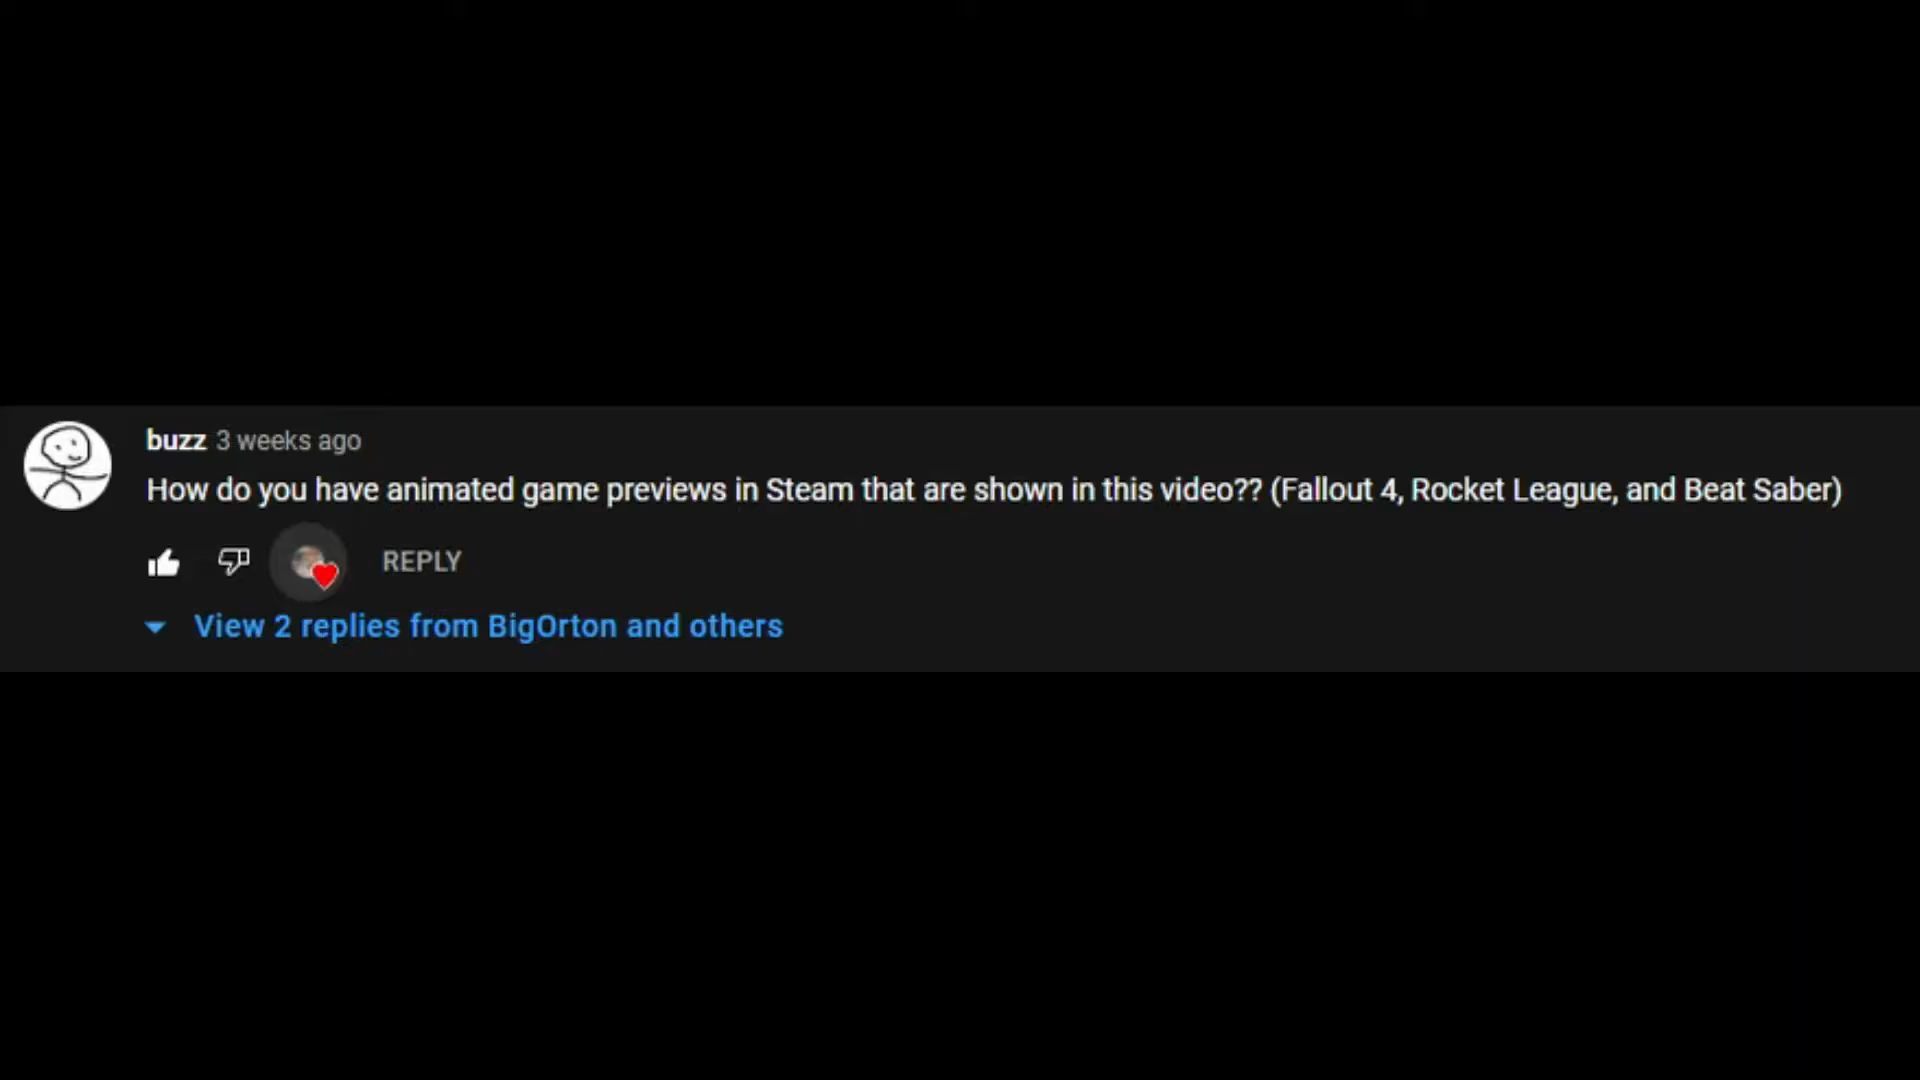 buzz 3 weeks ago
How do you have animated game previews in Steam that are shown in this video?? (Fallout 4, Rocket League, and Beat Saber)
REPLY
View 2 replies from BigOrton and others